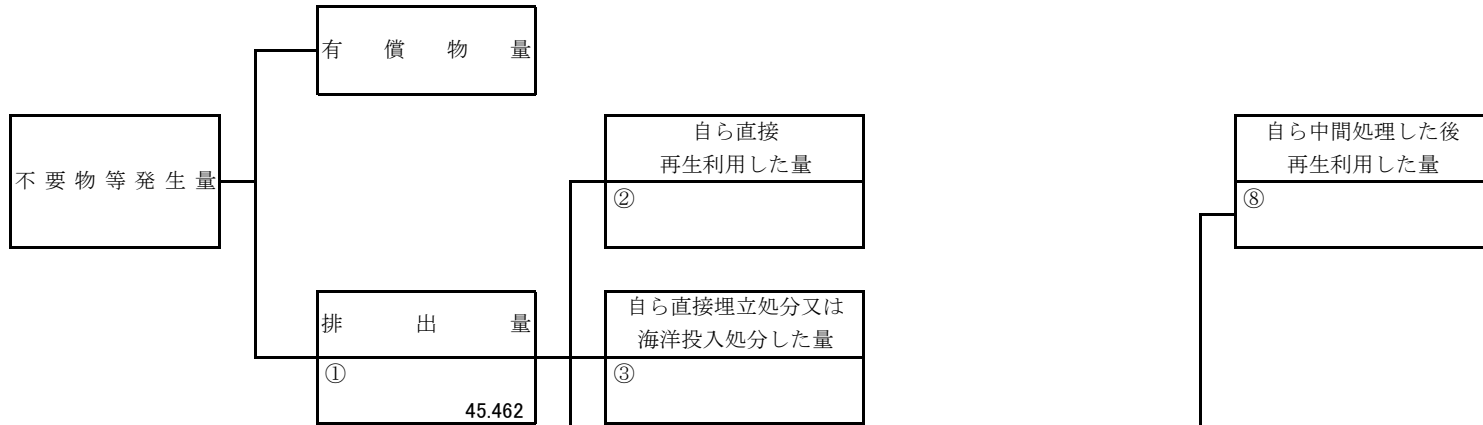 有償物量
自ら直接
再生利用した量
②
自ら中間処理した後
再生利用した量
⑧
不要物等発生量
排出量
①
45.462
自ら直接埋立処分又は
海洋投入処分した量
③